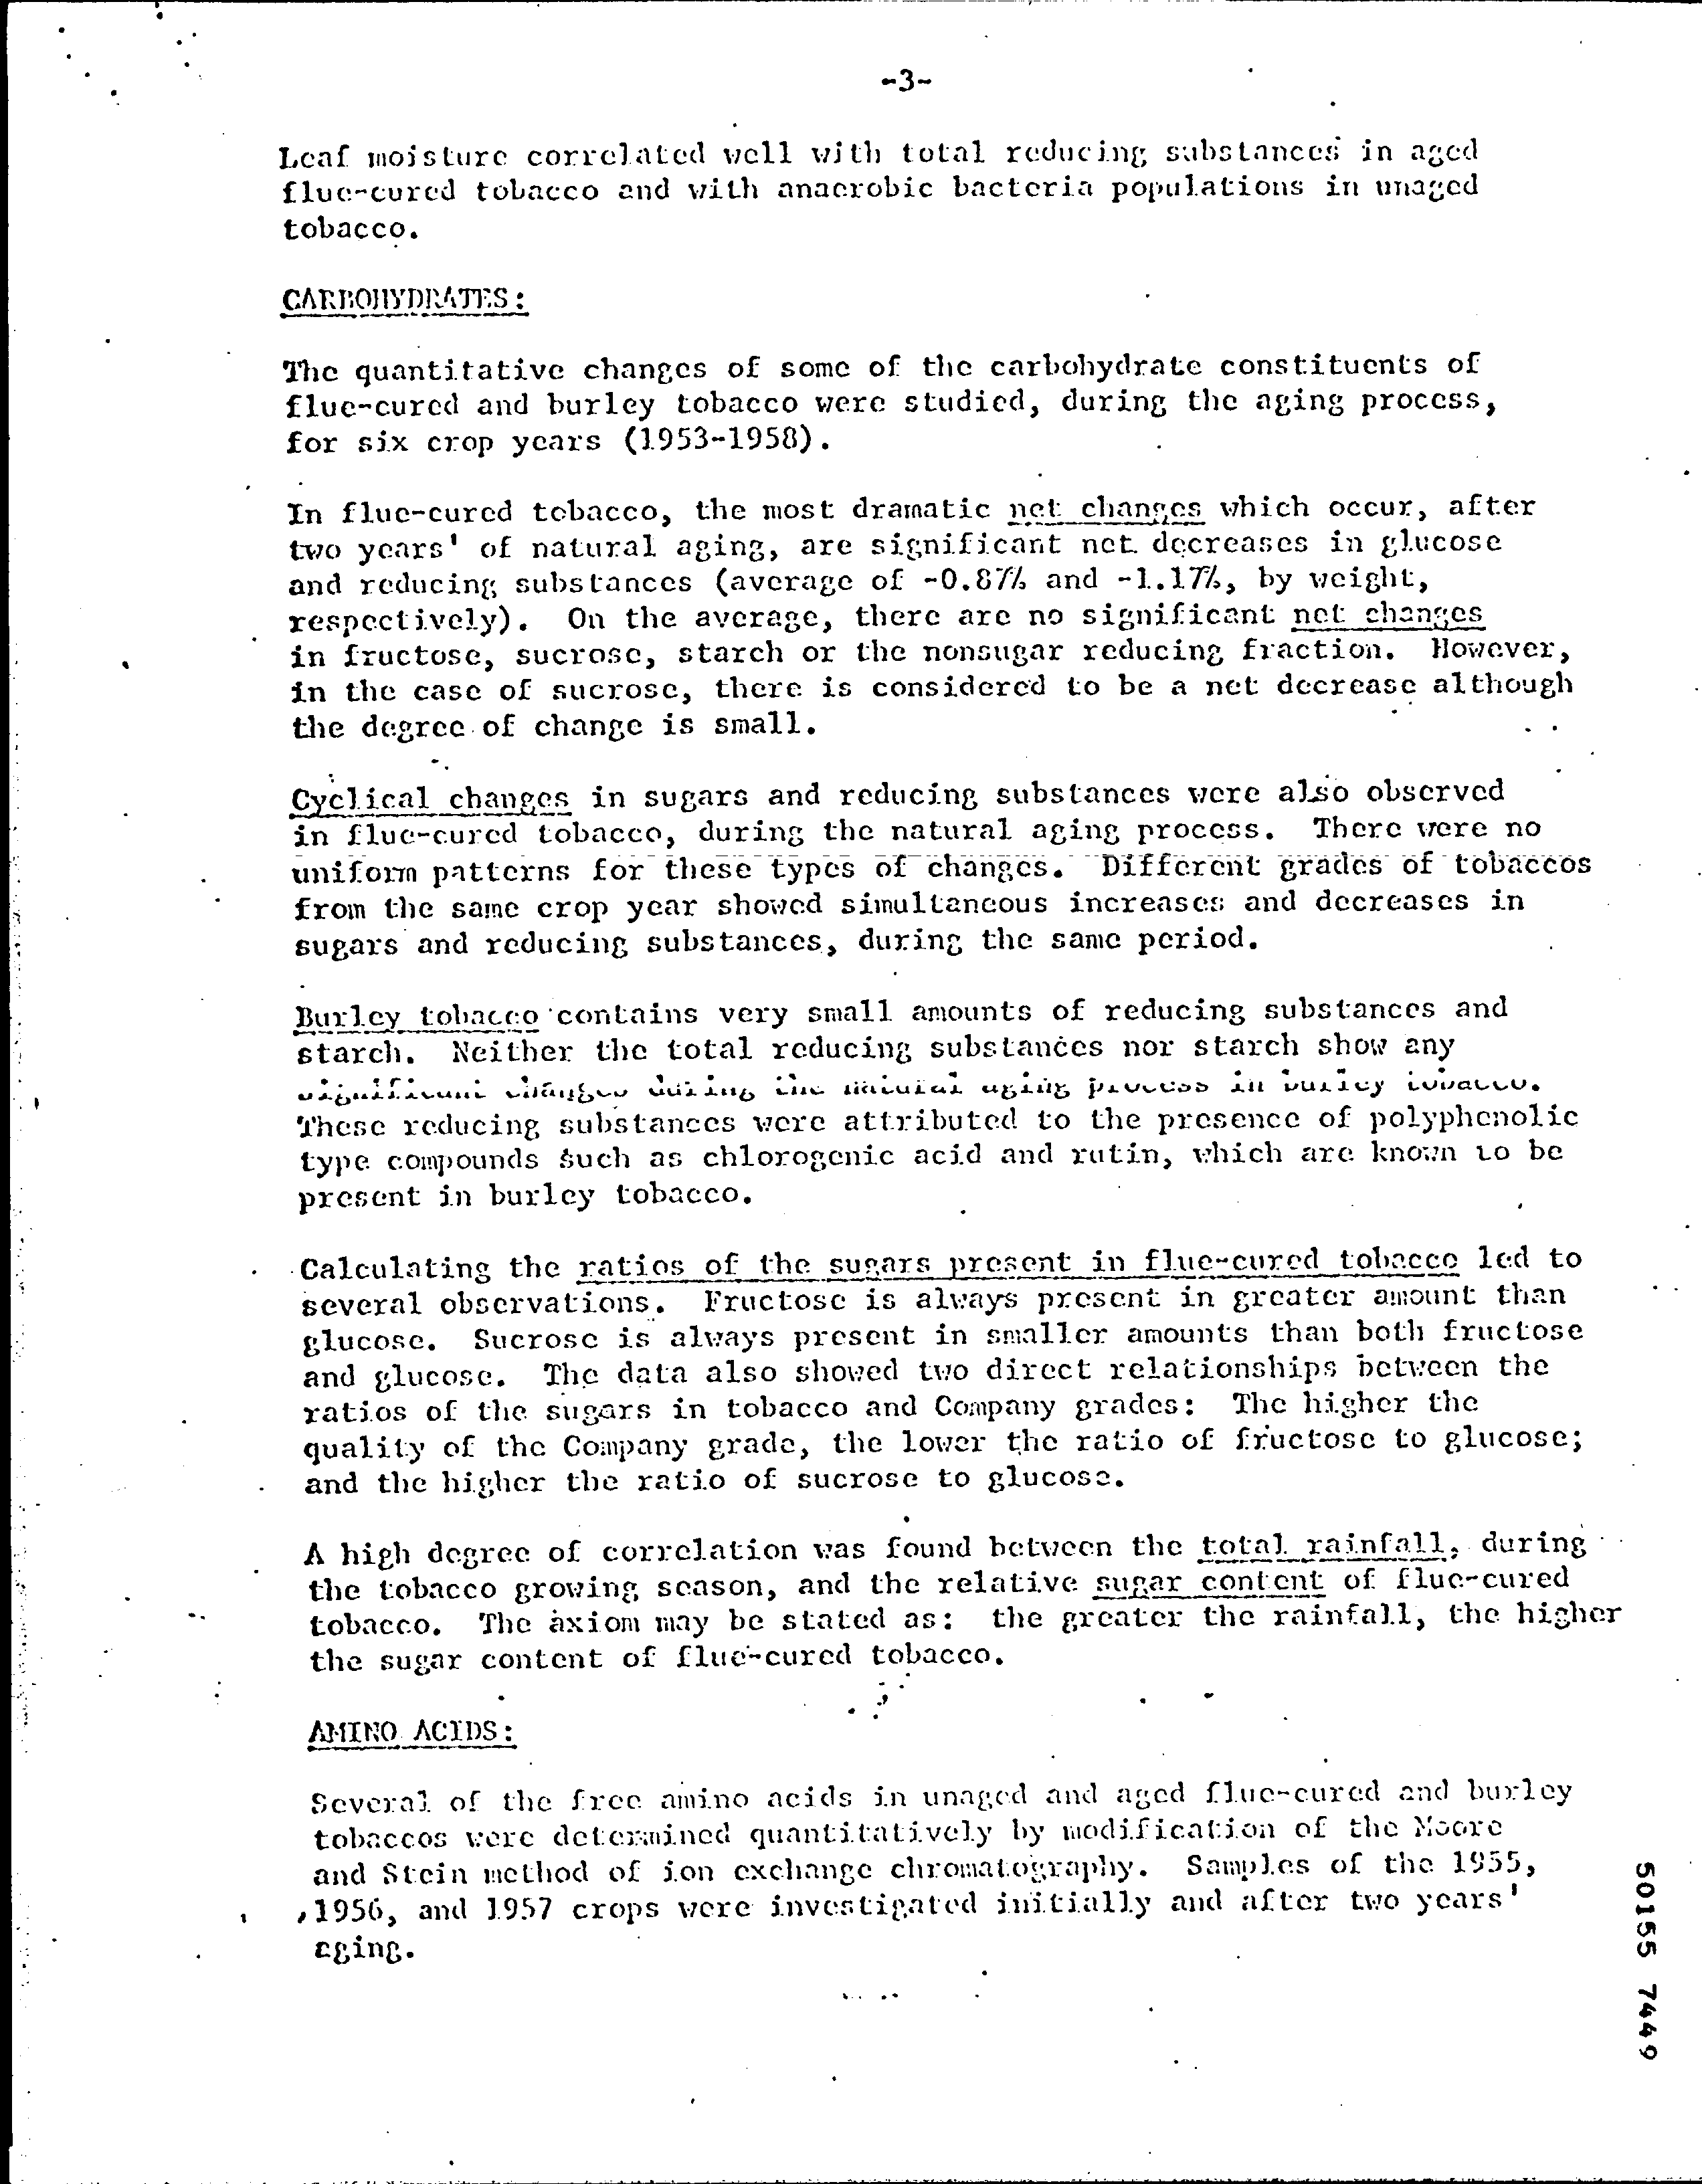 -3-
Leaf moisture correlated well with total reducing substances in aged
flue-cured tobacco and with anaerobic bacteria populations in unaged
tobacco.
CARBOHYDRATES:
The quantitative changes of some of the carbohydrate constituents of
flue-cured and burley tobacco were studied, during the aging process,
for six crop years (1953-1958).
In flue-cured tobacco, the most dramatic net changes which occur, after
two years' of natural aging, are significant net decreases in glucose
and reducing substances (average of -0.87% and -1.17%, by weight,
respectively). On the average, there are no significant net changes
in fructose, sucrose, starch or the nonsugar reducing fraction. However,
in the case of sucrose, there is considered to be a net decrease although
the degree of change is small.
Cyclical changes in sugars and reducing substances were also observed
in flue-cured tobacco, during the natural aging process. There were no
uniform patterns for these types of changes. Different grades of tobaccos
from the same crop year showed simultaneous increases and decreases in
sugars and reducing substances, during the same period.
Burley tobacco contains very small amounts of reducing substances and
starch. Neither the total reducing substances nor starch show any
significant changes during the natural aging process in burley tobacco.
These reducing substances were attributed to the presence of polyphenolic
type compounds such as chlorogenic acid and rutin, which are known to be
present in burley tobacco.
Calculating the ratios of the sugars present in flue-cured tobacco led to
several observations. Fructose is always present in greater amount than
glucose. Sucrose is always present in smaller amounts than both fructose
and glucose. The data also showed two direct relationships between the
ratios of the sugars in tobacco and Company grades: The higher the
quality of the Company grade, the lower the ratio of fructose to glucose;
and the higher the ratio of sucrose to glucose.
A high degree of correlation was found between the total rainfall, during
the tobacco growing season, and the relative sugar content of flue-cured
tobacco. The axiom may be stated as: the greater the rainfall, the higher
the sugar content of flue-cured tobacco.
AMINO ACIDS:
Several of the free amino acids in unaged and aged flue-cured and burley
tobaccos were determined quantitatively by modification of the Moore
and Stein method of ion exchange chromatography. Samples of the 1955,
1956, and 1957 crops were investigated initially and after two years'
aging.
50155 7449